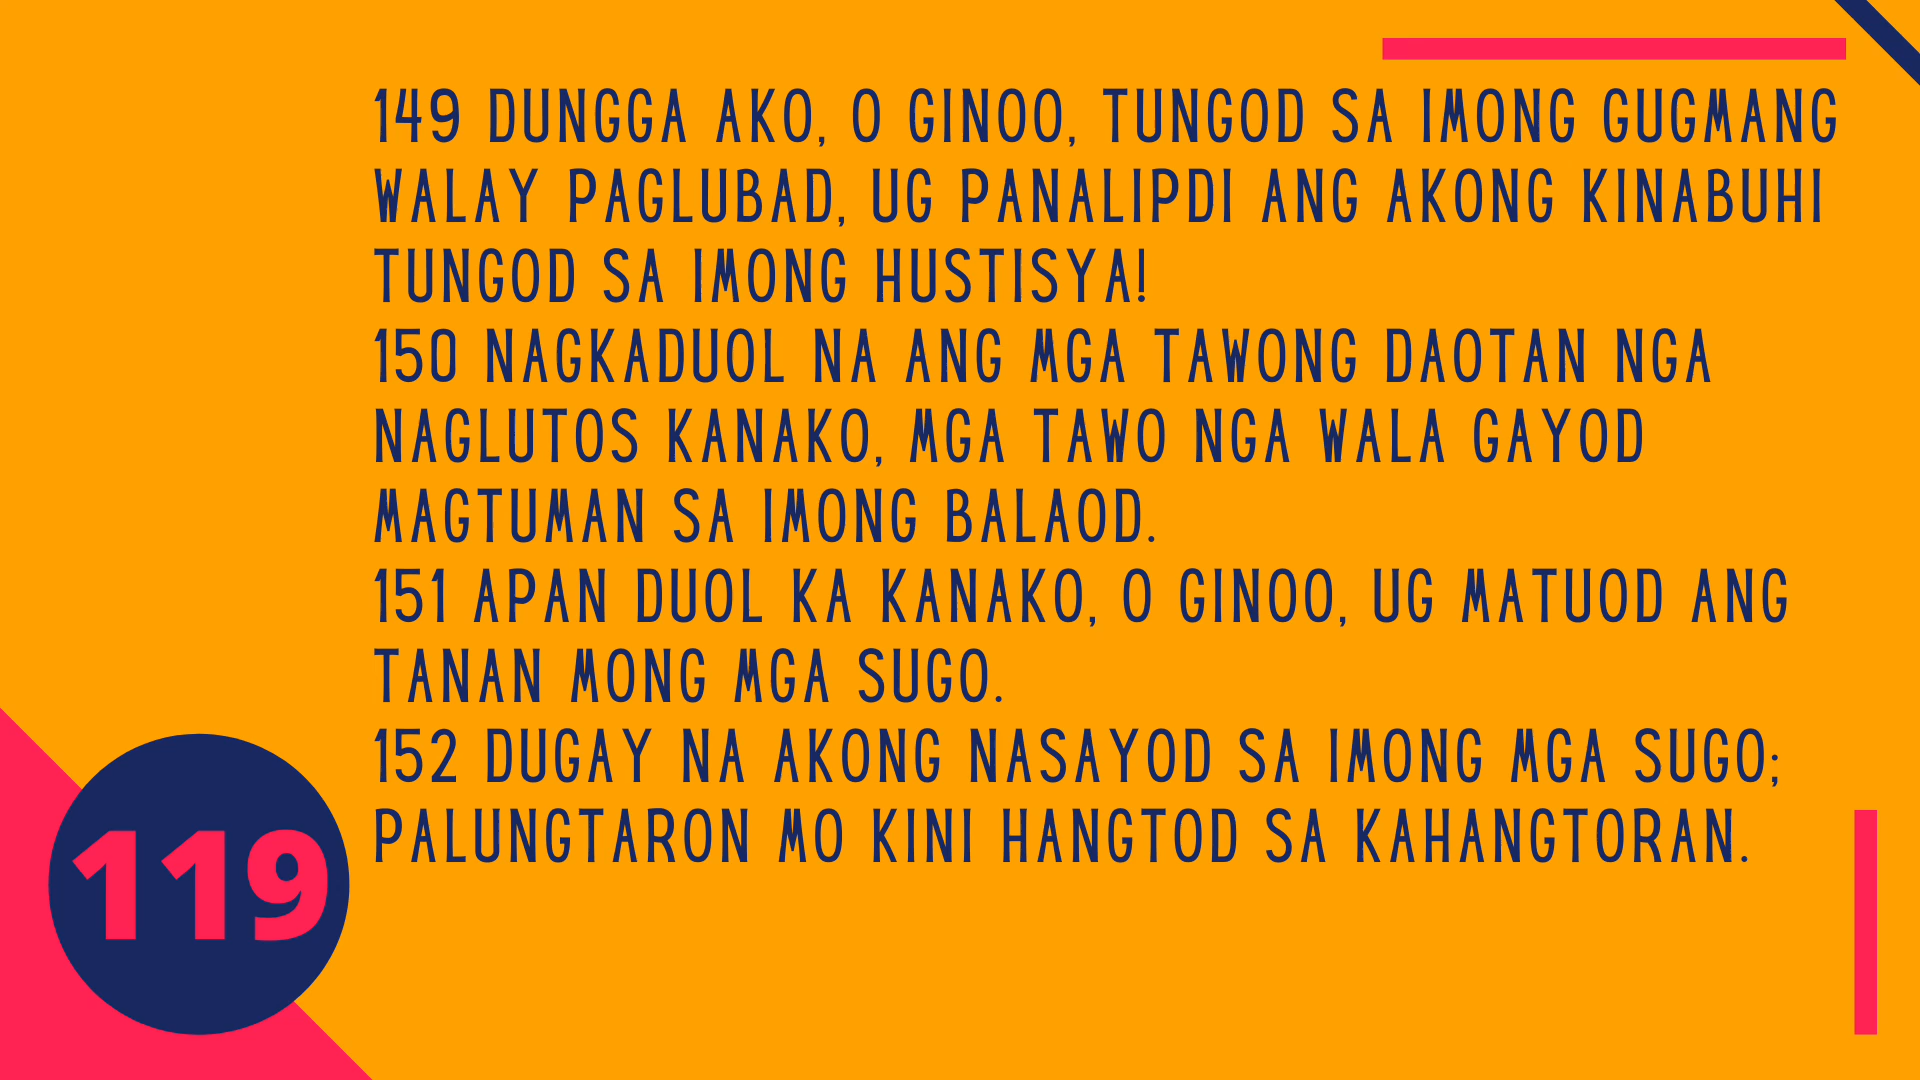 149 DUNGGA AKO, O GINOO, TUNGOD SA IMONG GUGMANG
WALAY PAGLUBAD, UG PANALIPDI ANG AKONG KINABUHI
TUNGOD SA IMONG HUSTISYA!
150 NAGKADUOL NA ANG MGA TAWONG DAOTAN NGA
NAGLUTOS KANAKO, MGA TAWO NGA WALA GAYOD
MAGTUMAN SA IMONG BALAOD.
151 APAN DUOL KA KANAKO, O GINOO, UG MATUOD ANG
TANAN MONG MGA SUGO.
152 DUGAY NA AKONG NASAYOD SA IMONG MGA SUGO;
PALUNGTARON MO KINI HANGTOD SA KAHANGTORAN.
119